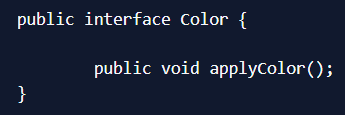 public interface Color {
public void applyColor();
}